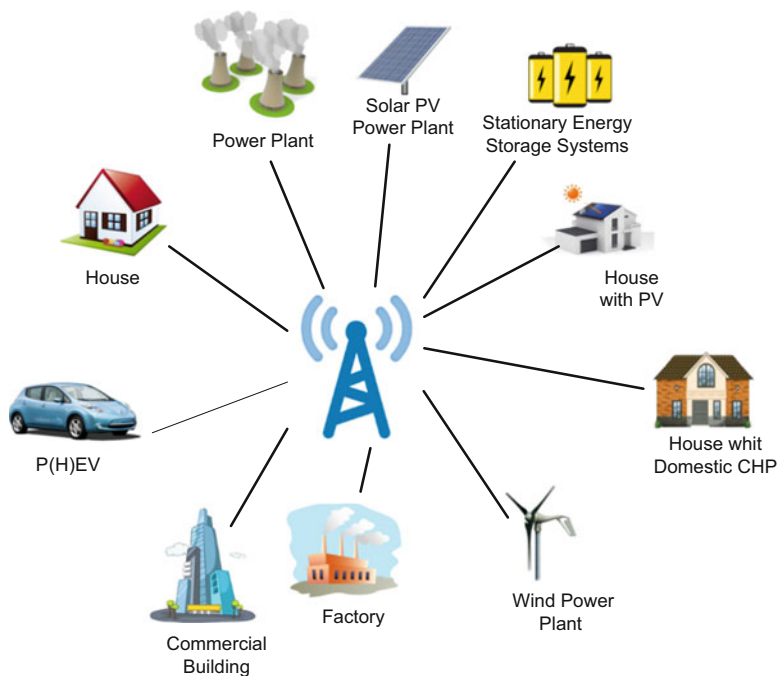 Power Plant
Solar PV
Power Plant
Stationary Energy
Storage Systems
House
House
with PV
P(H)EV
House whit
Domestic CHP
Commercial
Building
Factory
Wind Power
Plant